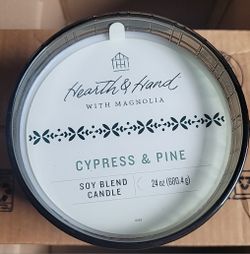 Hearth & Hand
WITH MAGNOLIA
CYPRESS & PINE
SOY BLEND
CANDLE
24 oz (680.4 g)